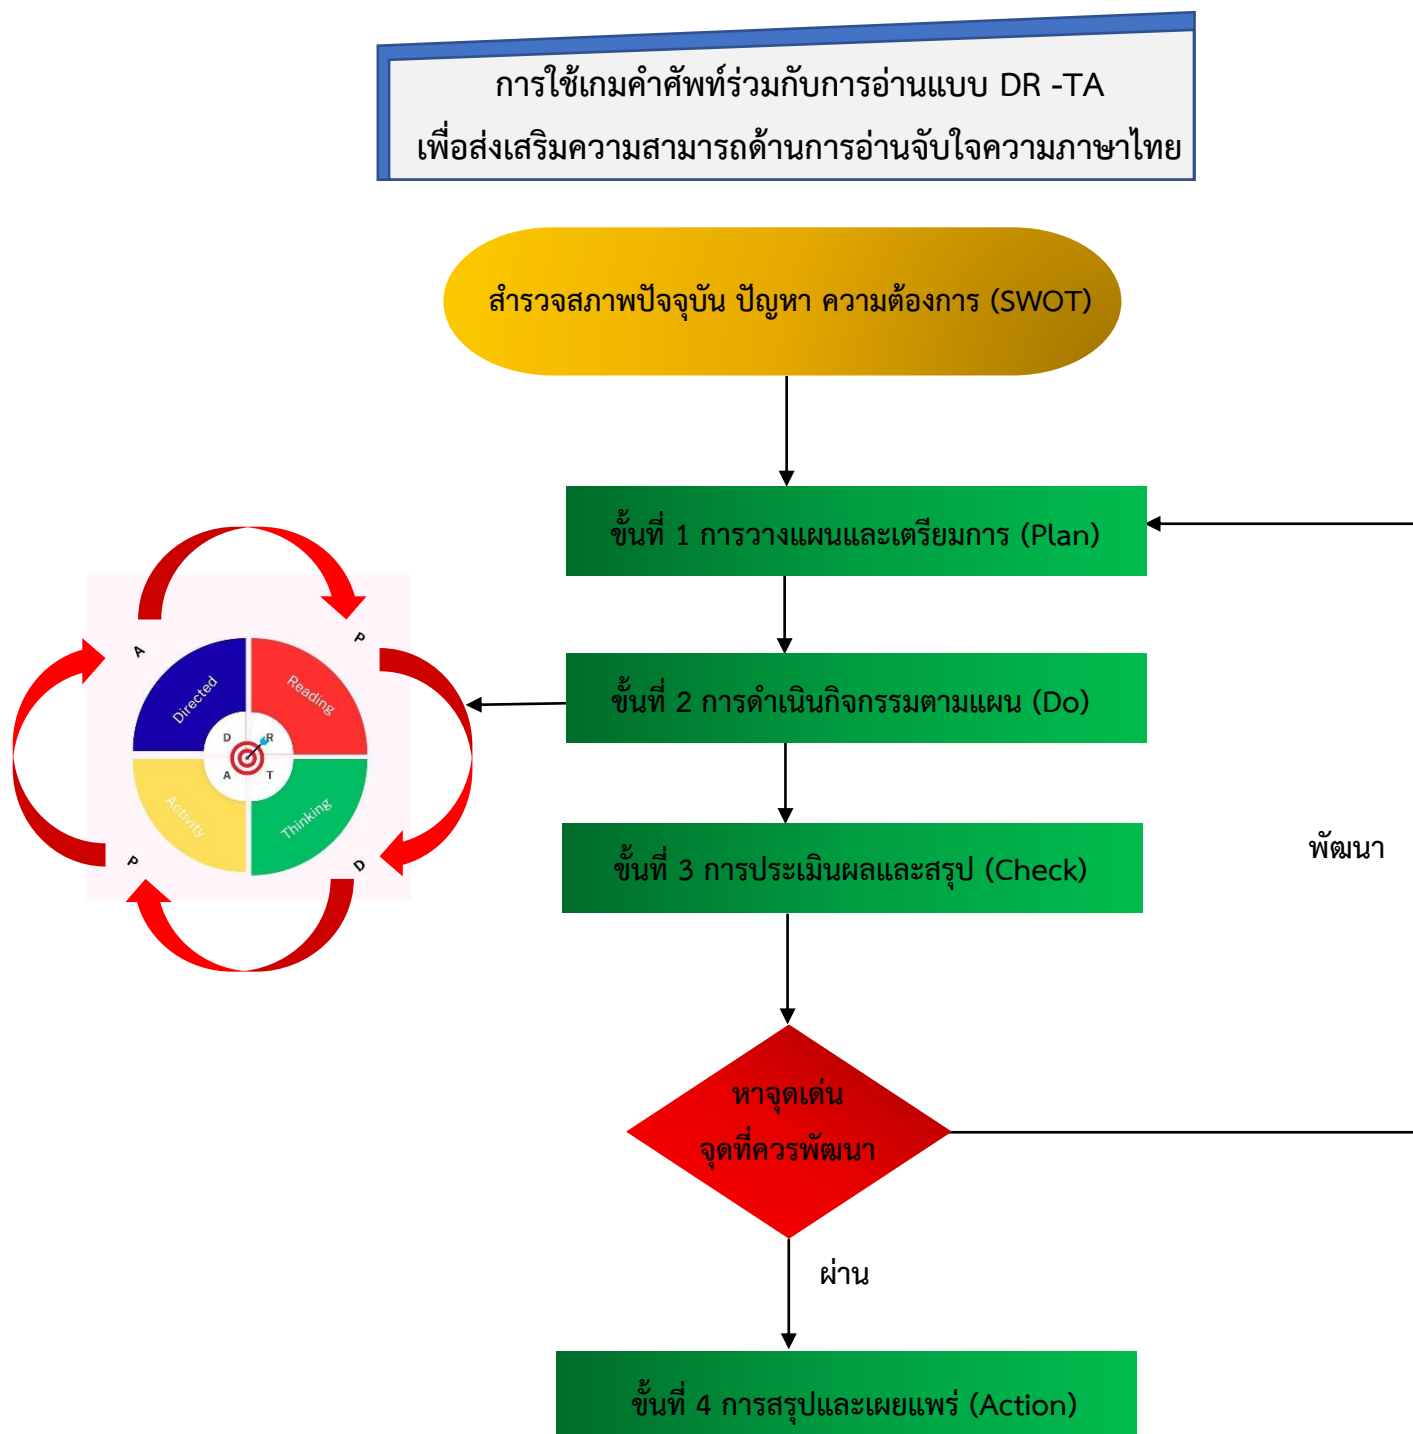 การใช้เกมคำศัพท์ร่วมกับการอ่านแบบ DR -TA
เพื่อส่งเสริมความสามารถด้านการอ่านจับใจความภาษาไทย
สำรวจสภาพปัจจุบัน ปัญหา ความต้องการ (SWOT)
ขั้นที่ 1 การวางแผนและเตรียมการ (Plan)
A
P
Directed
Reading
D
R
A
T
Activity
Thinking
P
D
ขั้นที่ 2 การดำเนินกิจกรรมตามแผน (Do)
ขั้นที่ 3 การประเมินผลและสรุป (Check)
พัฒนา
หาจุดเด่น
จุดที่ควรพัฒนา
ผ่าน
ขั้นที่ 4 การสรุปและเผยแพร่ (Action)